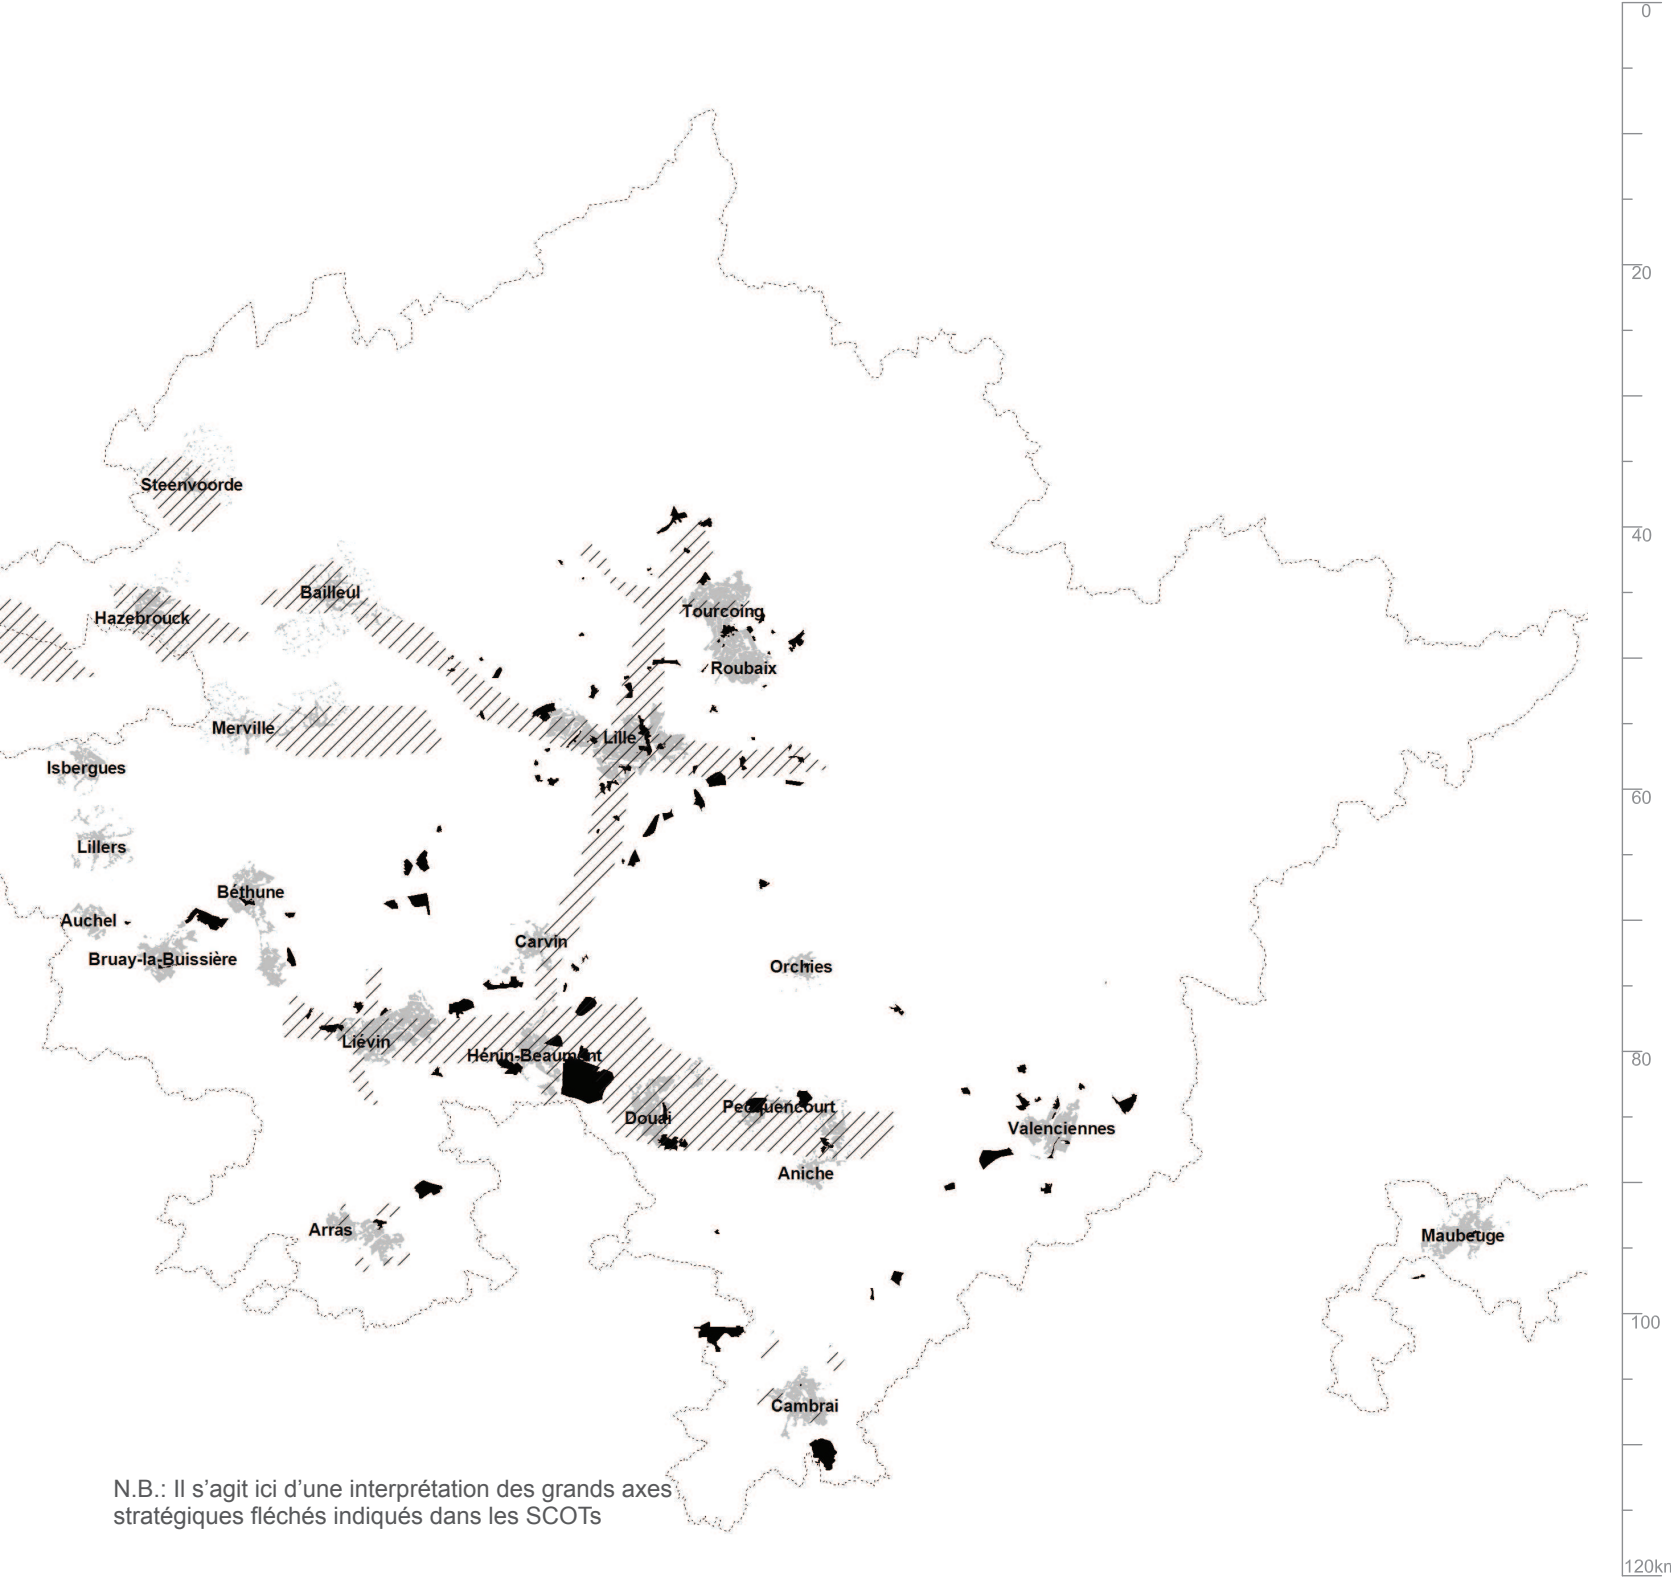 0
20
Steenvoorde
40
Bailleul
Hazebrouck
Tourcoing
Roubaix
Merville
Lille
Isbergues
60
Lillers
Béthune
Auchel
Carvin
Bruay-la-Buissière
Orchies
Liévin
Hénin-Beaumont
80
Pecquencourt
Douai
Valenciennes
Aniche
Arras
Maubeuge
100
Cambrai
N.B.: Il s’agit ici d’une interprétation des grands axes
stratégiques fléchés indiqués dans les SCOTs
120km